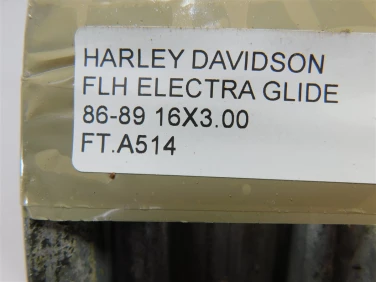 HARLEY DAVIDSON
FLH ELECTRA GLIDE
86-89 16X3.00
FT.A514